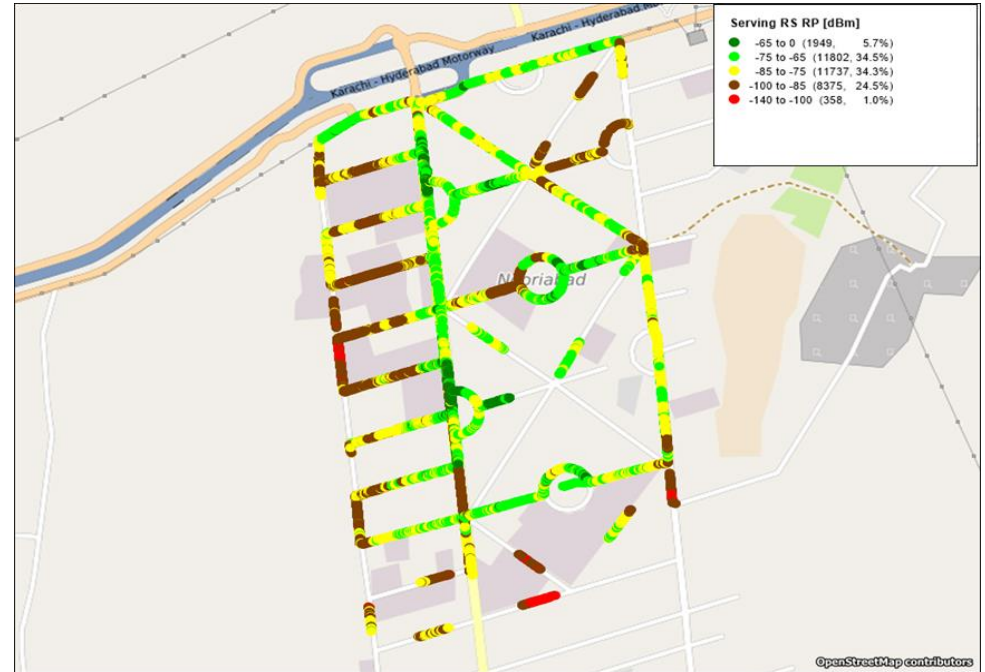 Serving RS RP [dBm]
-65 to 0 (1949, 5.7%)
-75 to -65 (11802, 34.5%)
-85 to -75 (11737, 34.3%)
-100 to -85 (8375, 24.5%)
-140 to -100 (358, 1.0%)
Karachi - Hyderabad Motorway
Karachi - Hyderabad
Nooriabad
OpenStreetMap contributors